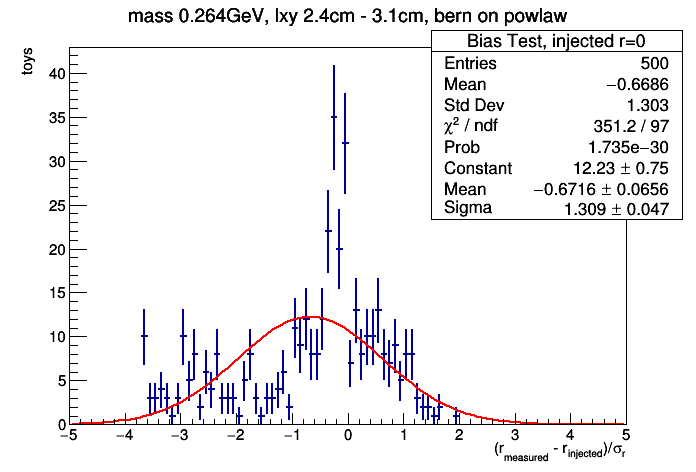 mass 0.264GeV, lxy 2.4cm - 3.1cm, bern on powlaw
toys
Bias Test, injected r=0
Entries 500
Mean −0.6686
Std Dev 1.303
χ² / ndf 351.2 / 97
Prob 1.735e−30
Constant 12.23 ± 0.75
Mean −0.6716 ± 0.0656
Sigma 1.309 ± 0.047
40
35
30
25
20
15
10
5
0
−5 −4 −3 −2 −1 0 1 2 3 4 5
(r_measured - r_injected)/σ_r